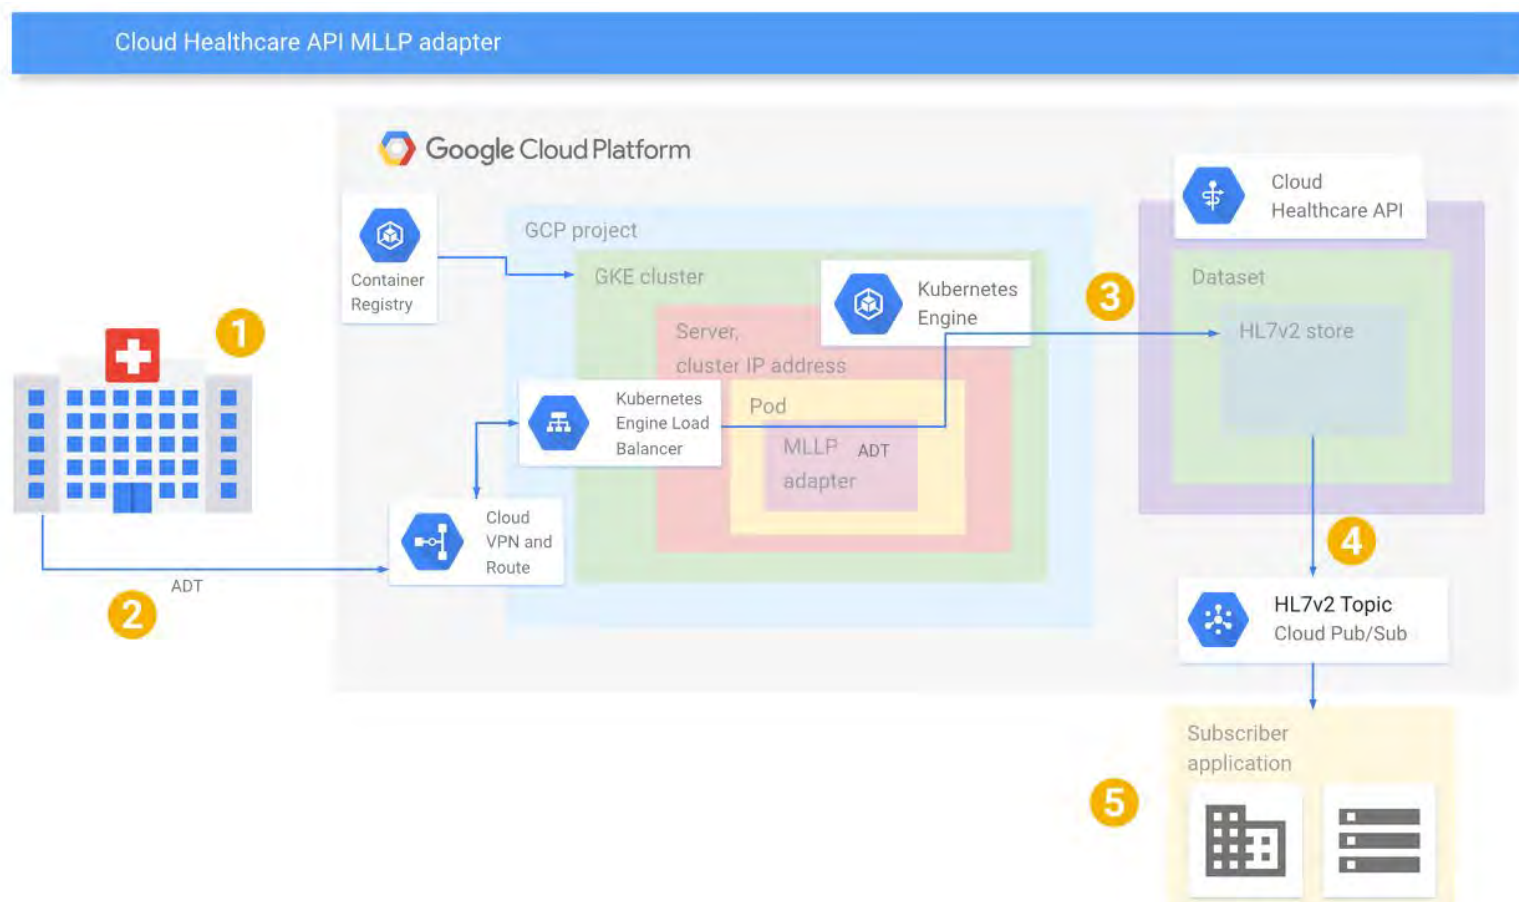 Cloud Healthcare API MLLP adapter
Google Cloud Platform
Cloud
Healthcare API
Container
Registry
GCP project
GKE cluster
Kubernetes
Engine
Server,
cluster IP address
Kubernetes
Engine Load
Balancer
Pod
MLLP ADT
adapter
Cloud
VPN and
Route
1
ADT
2
3
Dataset
HL7v2 store
4
HL7v2 Topic
Cloud Pub/Sub
Subscriber
application
5